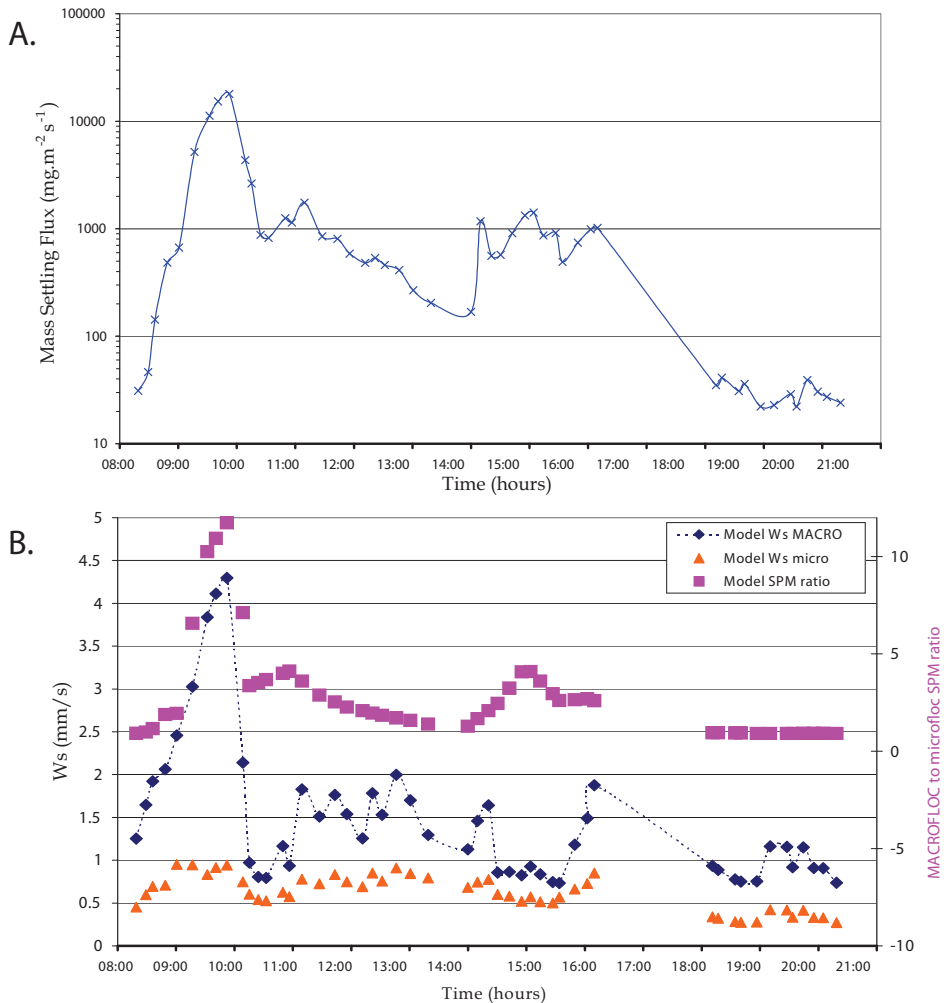 A.
100000
10000
1000
100
10
Mass Settling Flux (mg.m⁻² s⁻¹)
08:00 09:00 10:00 11:00 12:00 13:00 14:00 15:00 16:00 17:00 19:00 20:00 21:00
Time (hours)
B.
5
4.5
4
3.5
3
2.5
2
1.5
1
0.5
0
Ws (mm/s)
Model Ws MACRO
Model Ws micro
Model SPM ratio
10
5
0
-5
-10
MACROFLOC to microfloc SPM ratio
08:00 09:00 10:00 11:00 12:00 13:00 14:00 15:00 16:00 17:00 18:00 19:00 20:00 21:00
Time (hours)